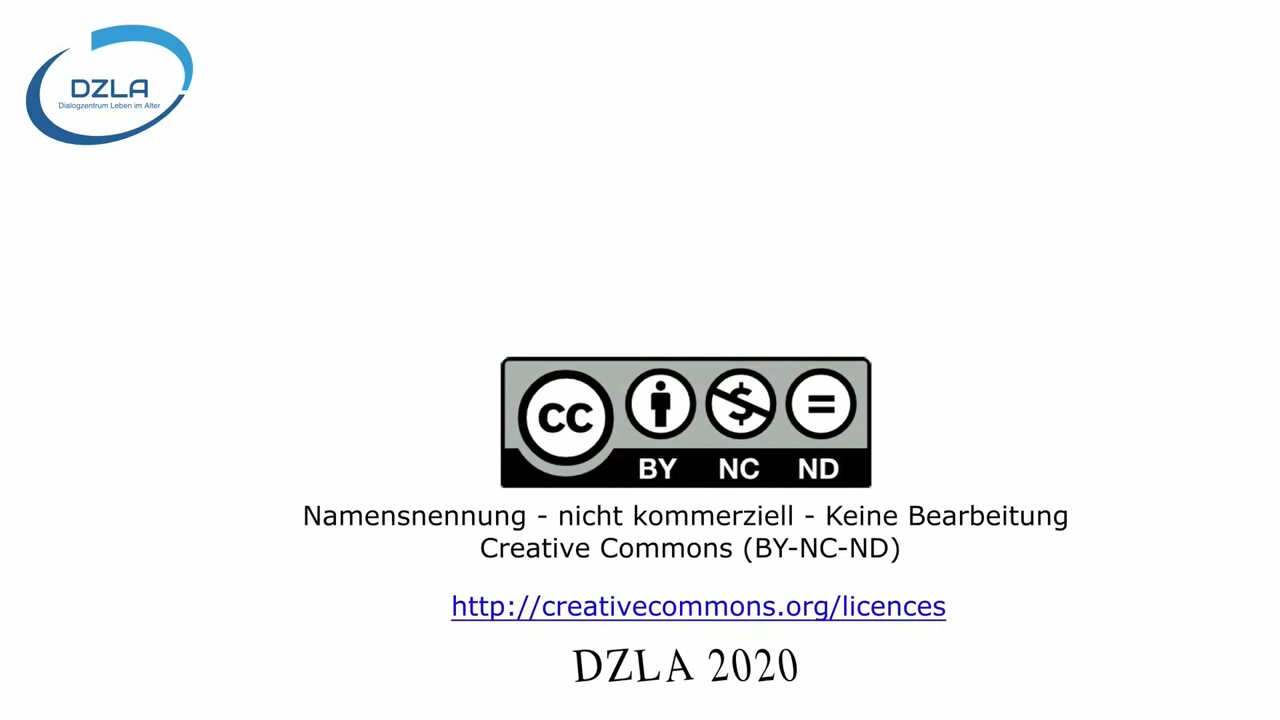 DZLA
Dialogzentrum Leben im Alter
CC
BY NC ND
Namensnennung - nicht kommerziell - Keine Bearbeitung
Creative Commons (BY-NC-ND)
http://creativecommons.org/licences
DZLA 2020